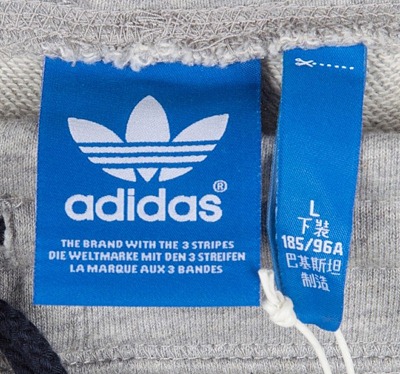 adidas®
THE BRAND WITH THE 3 STRIPES
DIE WELTMARKE MIT DEN 3 STREIFEN
LA MARQUE AUX 3 BANDES
L
下装
185/96A
巴基斯坦
制造